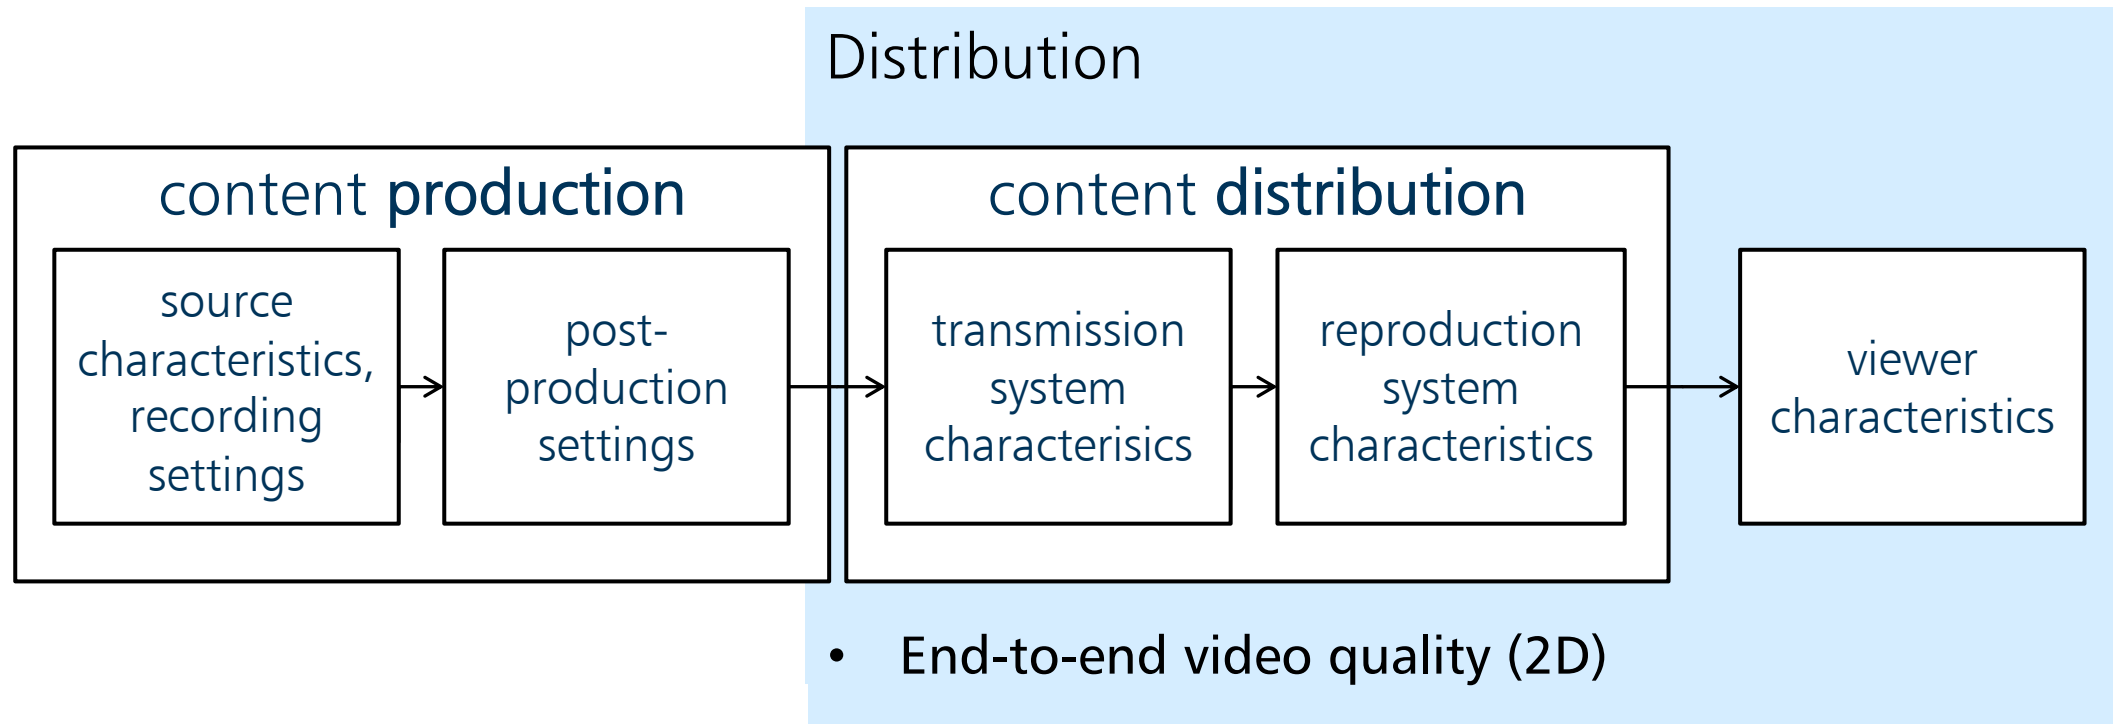 Distribution
content production
source
characteristics,
recording
settings
post-
production
settings
content distribution
transmission
system
characterisics
reproduction
system
characteristics
viewer
characteristics
• End-to-end video quality (2D)